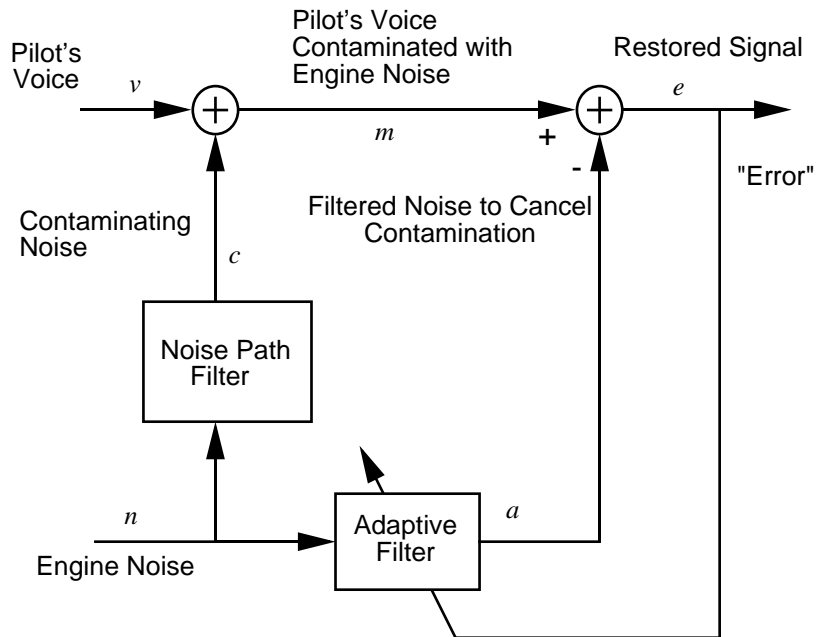 Pilot's
Voice
v
Pilot's Voice
Contaminated with
Engine Noise
m
Restored Signal
e
+
-
"Error"
Contaminating
Noise
c
Filtered Noise to Cancel
Contamination
Noise Path
Filter
n
Engine Noise
Adaptive
Filter
a